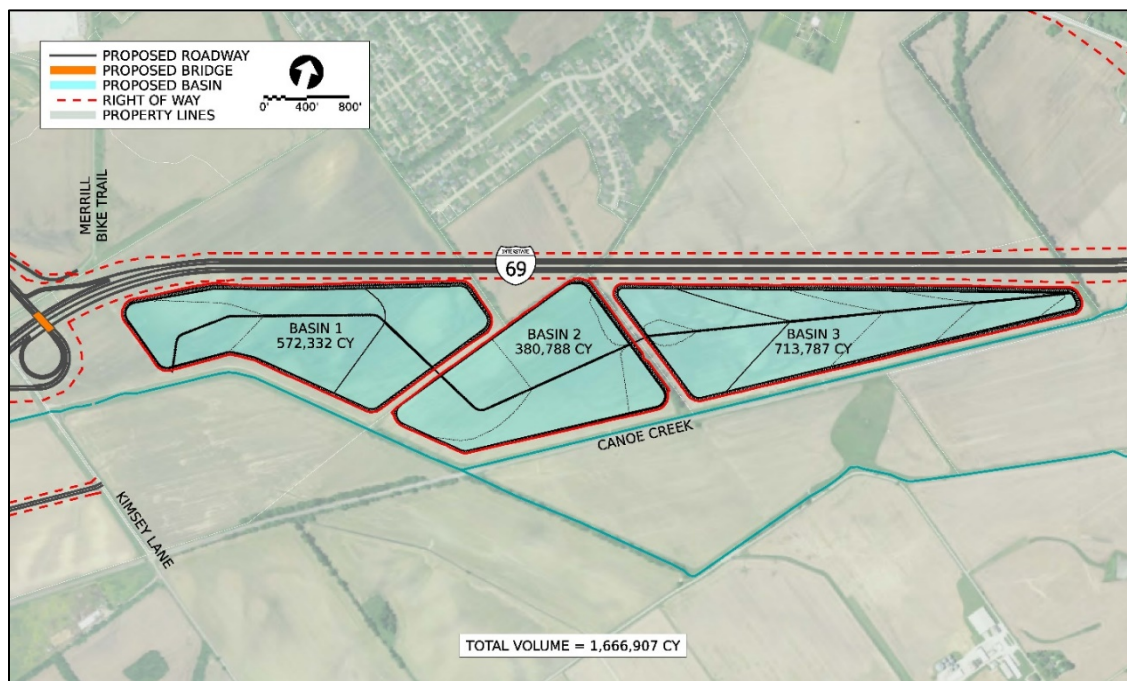 PROPOSED ROADWAY
PROPOSED BRIDGE
PROPOSED BASIN
RIGHT OF WAY
PROPERTY LINES
0' 400' 800'
MERRILL
BIKE TRAIL
INTERSTATE
69
BASIN 1
572,332 CY
BASIN 2
380,788 CY
BASIN 3
713,787 CY
CANOE CREEK
KIMSEY LANE
TOTAL VOLUME = 1,666,907 CY